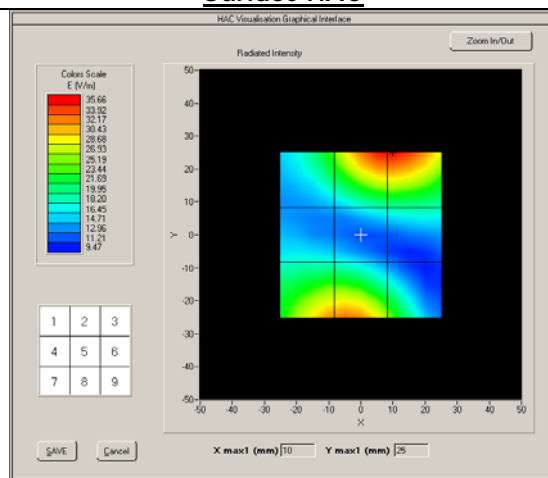 HAC Visualisation Graphical Interface
Zoom In/Out
Radiated Intensity
Colors Scale
E (V/m)
35.66
33.92
32.17
30.43
28.68
26.93
25.19
23.44
21.69
19.95
18.20
16.45
14.71
12.96
11.21
9.47
50
40
30
20
10
0
-10
-20
-30
-40
-50
Y
-50 -40 -30 -20 -10 0 10 20 30 40 50
X
1 2 3
4 5 6
7 8 9
SAVE Cancel
X max1 (mm) 10 Y max1 (mm) 25